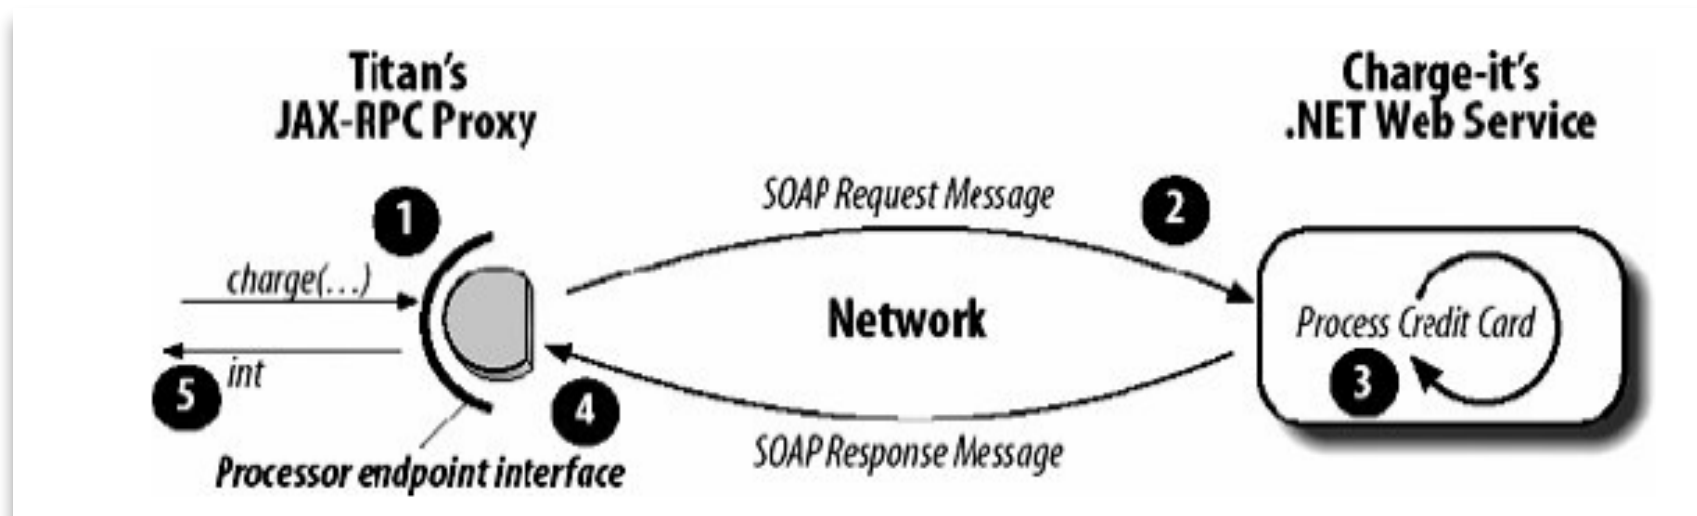 Titan's
JAX-RPC Proxy
Charge-it's
.NET Web Service
1
SOAP Request Message
2
charge(...)
Network
Process Credit Card
3
int
5
4
SOAP Response Message
Processor endpoint interface